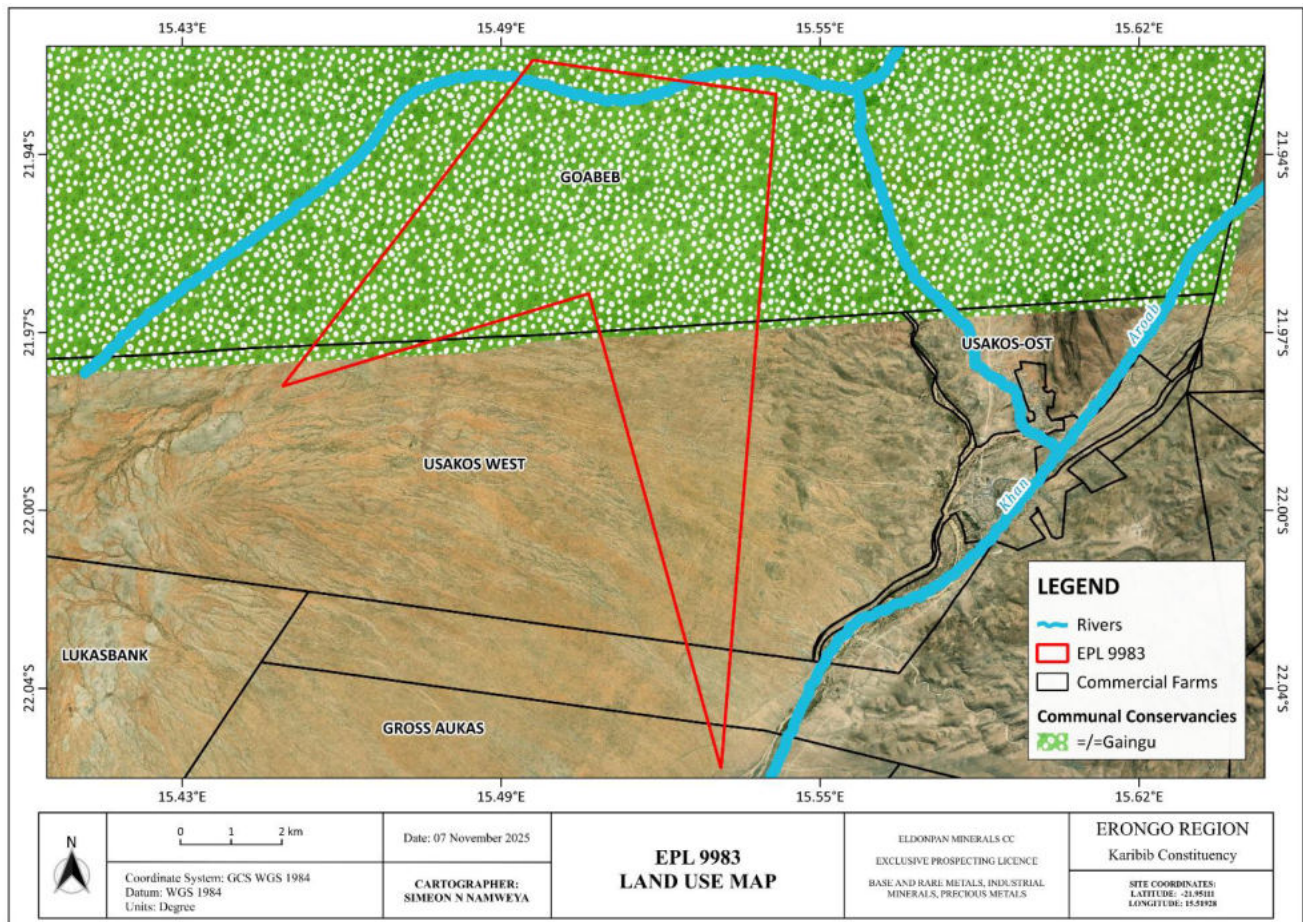 15.43°E
15.49°E
15.55°E
15.62°E
21.94°S
21.94°S
GOABEB
21.97°S
21.97°S
USAKOS-OST
Aroab
USAKOS WEST
22.00°S
22.00°S
Khan
LEGEND
Rivers
EPL 9983
Commercial Farms
Communal Conservancies
=/=Gaingu
LUKASBANK
22.04°S
22.04°S
GROSS AUKAS
15.43°E
15.49°E
15.55°E
15.62°E
N
0 1 2 km
Coordinate System: GCS WGS 1984
Datum: WGS 1984
Units: Degree
Date: 07 November 2025
CARTOGRAPHER:
SIMEON N NAMWEYA
EPL 9983
LAND USE MAP
ELDONPAN MINERALS CC
EXCLUSIVE PROSPECTING LICENCE
BASE AND RARE METALS, INDUSTRIAL
MINERALS, PRECIOUS METALS
ERONGO REGION
Karibib Constituency
SITE COORDINATES:
LATITUDE: -21.95111
LONGITUDE: 15.51928